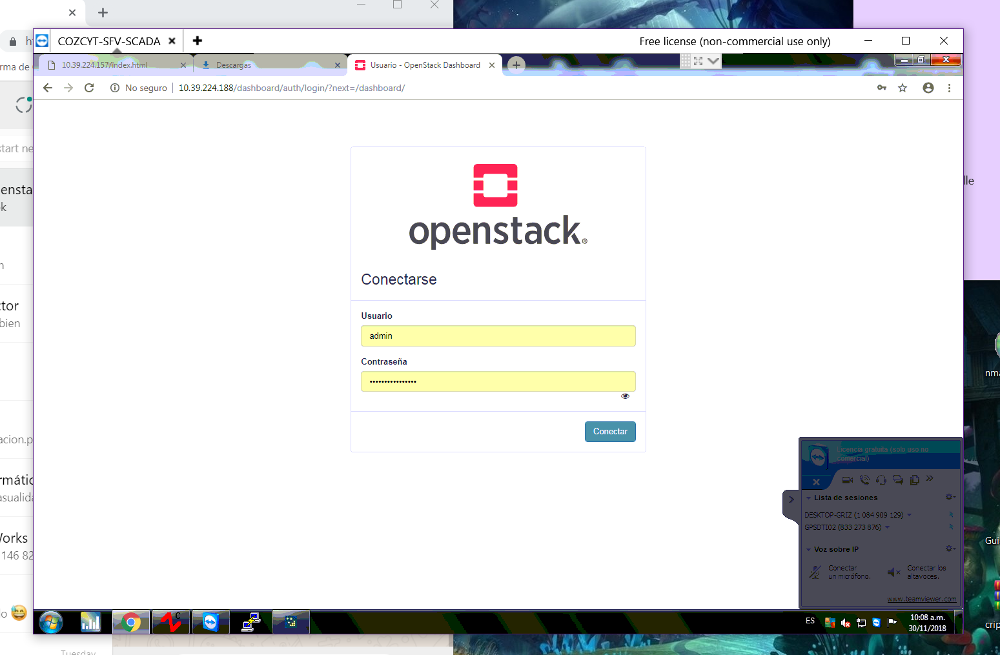 COZCYT-SFV-SCADA
Free license (non-commercial use only)
10.39.224.157/index.html
Descargas
Usuario - OpenStack Dashboard
No seguro
10.39.224.188/dashboard/auth/login/?next=/dashboard/
rma de
start ne
ensta
k
openstack®
Conectarse
Usuario
admin
Contraseña
••••••••••••••••
Conectar
n
ctor
bien
acion.p
rmátic
asualida
Works
146 82
o
Tuesday
lle
nma
Gui
crip
Licencia gratuita (solo uso no
comercial)
Lista de sesiones
DESKTOP-GRIZ (1 084 909 129)
GPSDTI02 (833 273 876)
Voz sobre IP
Conectar
un micrófono.
Conectar los
altavoces.
www.teamviewer.com
C
ES
10:08 a.m.
30/11/2018